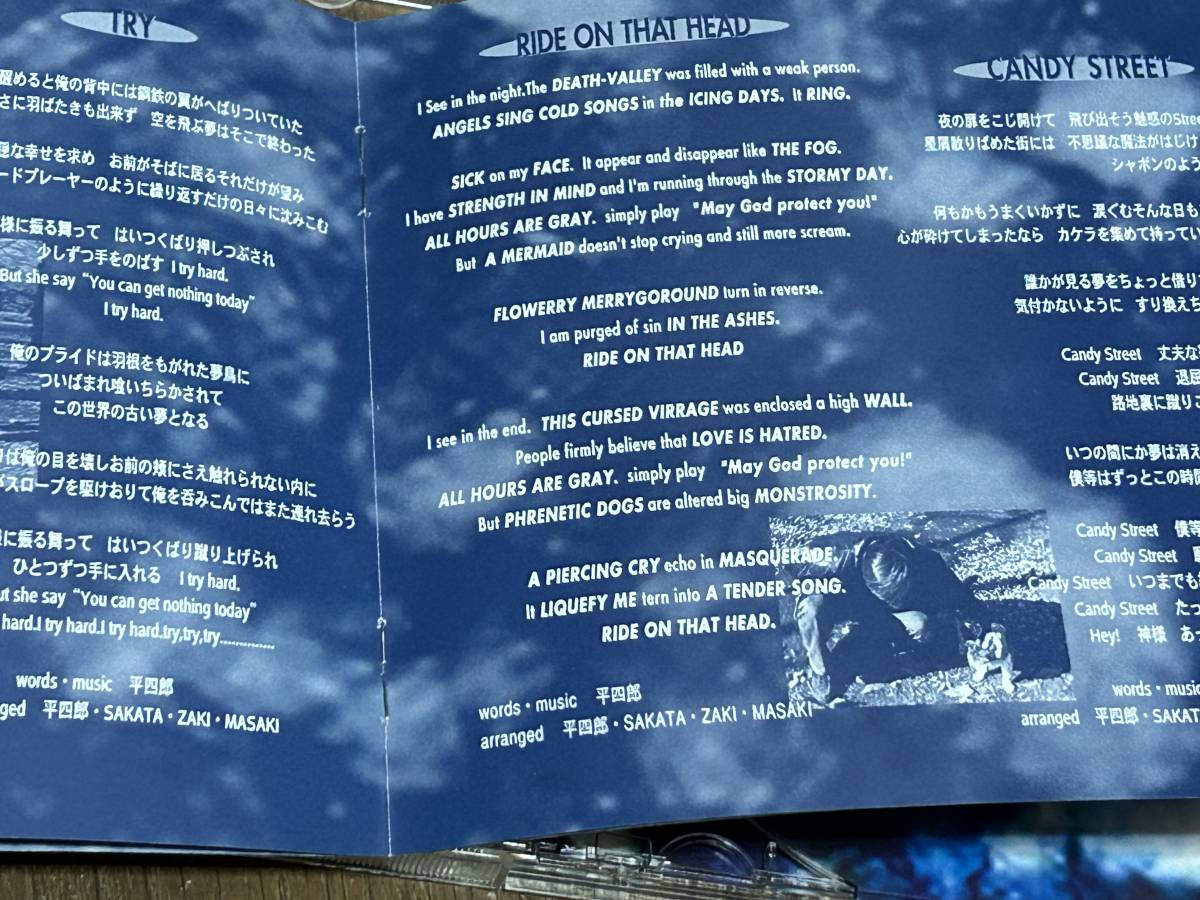 TRY
醒めると俺の背中には鋼鉄の翼がへばりついていた
さに羽ばたきも出来ず 空を飛ぶ夢はそこで終わった
穏な幸せを求め お前がそばに居るそれだけが望み
ードプレーヤーのように繰り返すだけの日々に沈みこむ
様に振る舞って はいつくばり押しつぶされ
少しずつ手をのばす I try hard.
But she say “You can get nothing today”
I try hard.
俺のプライドは羽根をもがれた夢鳥に
ついばまれ喰いちらかされて
この世界の古い夢となる
は俺の目を壊しお前の頬にさえ触れられない内に
スロープを駆けおりて俺を呑みこんではまた連れ去らう
に振る舞って はいつくばり蹴り上げられ
ひとつずつ手に入れる I try hard.
ut she say “You can get nothing today”
hard.I try hard.I try hard.try,try,try..............
words・music 平四郎
ged 平四郎・SAKATA・ZAKI・MASAKI
RIDE ON THAT HEAD
I See in the night.The DEATH-VALLEY was filled with a weak person.
ANGELS SING COLD SONGS in the ICING DAYS. It RING.
SICK on my FACE. It appear and disappear like THE FOG.
I have STRENGTH IN MIND and I'm running through the STORMY DAY.
ALL HOURS ARE GRAY. simply play "May God protect you!"
But A MERMAID doesn't stop crying and still more scream.
FLOWERRY MERRYGOROUND turn in reverse.
I am purged of sin IN THE ASHES.
RIDE ON THAT HEAD
I see in the end. THIS CURSED VIRRAGE was enclosed a high WALL.
People firmly believe that LOVE IS HATRED.
ALL HOURS ARE GRAY. simply play "May God protect you!"
But PHRENETIC DOGS are altered big MONSTROSITY.
A PIERCING CRY echo in MASQUERADE.
It LIQUEFY ME tern into A TENDER SONG.
RIDE ON THAT HEAD.
words・music 平四郎
arranged 平四郎・SAKATA・ZAKI・MASAKI
CANDY STREET
夜の扉をこじ開けて 飛び出そう魅惑のStree
星屑散りばめた街には 不思議な魔法がはじけ
シャボンのよう
何もかもうまくいかずに 涙ぐむそんな日も
心が砕けてしまったなら カケラを集めて持ってい
誰かが見る夢をちょっと借り
気付かないように すり換え
Candy Street 丈夫な
Candy Street 退屈
路地裏に蹴りこ
いつの間にか夢は消え
僕等はずっとこの時間
Candy Street 僕等
Candy Street
Candy Street いつまでも
Candy Street たっ
Hey! 神様 あ
words・music
arranged 平四郎・SAKAT